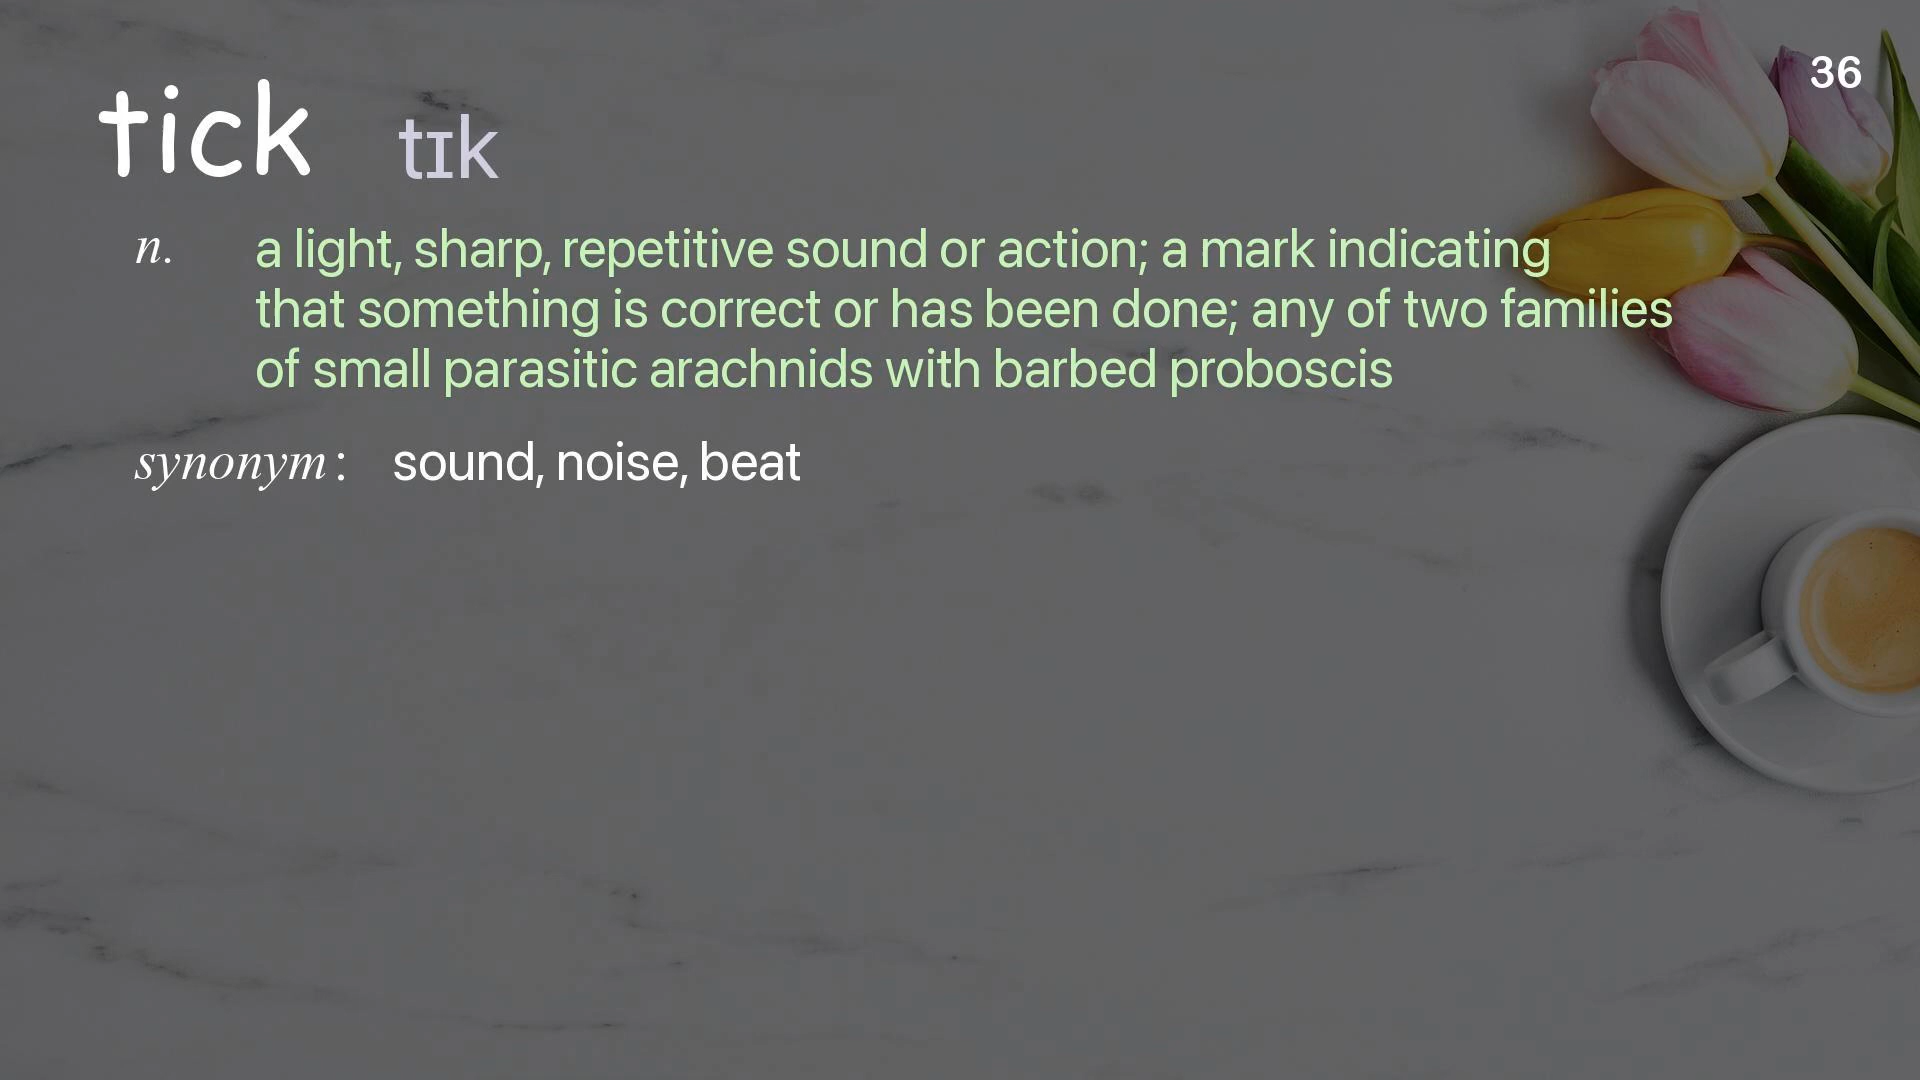 36
tick tɪk
n. a light, sharp, repetitive sound or action; a mark indicating
that something is correct or has been done; any of two families
of small parasitic arachnids with barbed proboscis
synonym: sound, noise, beat